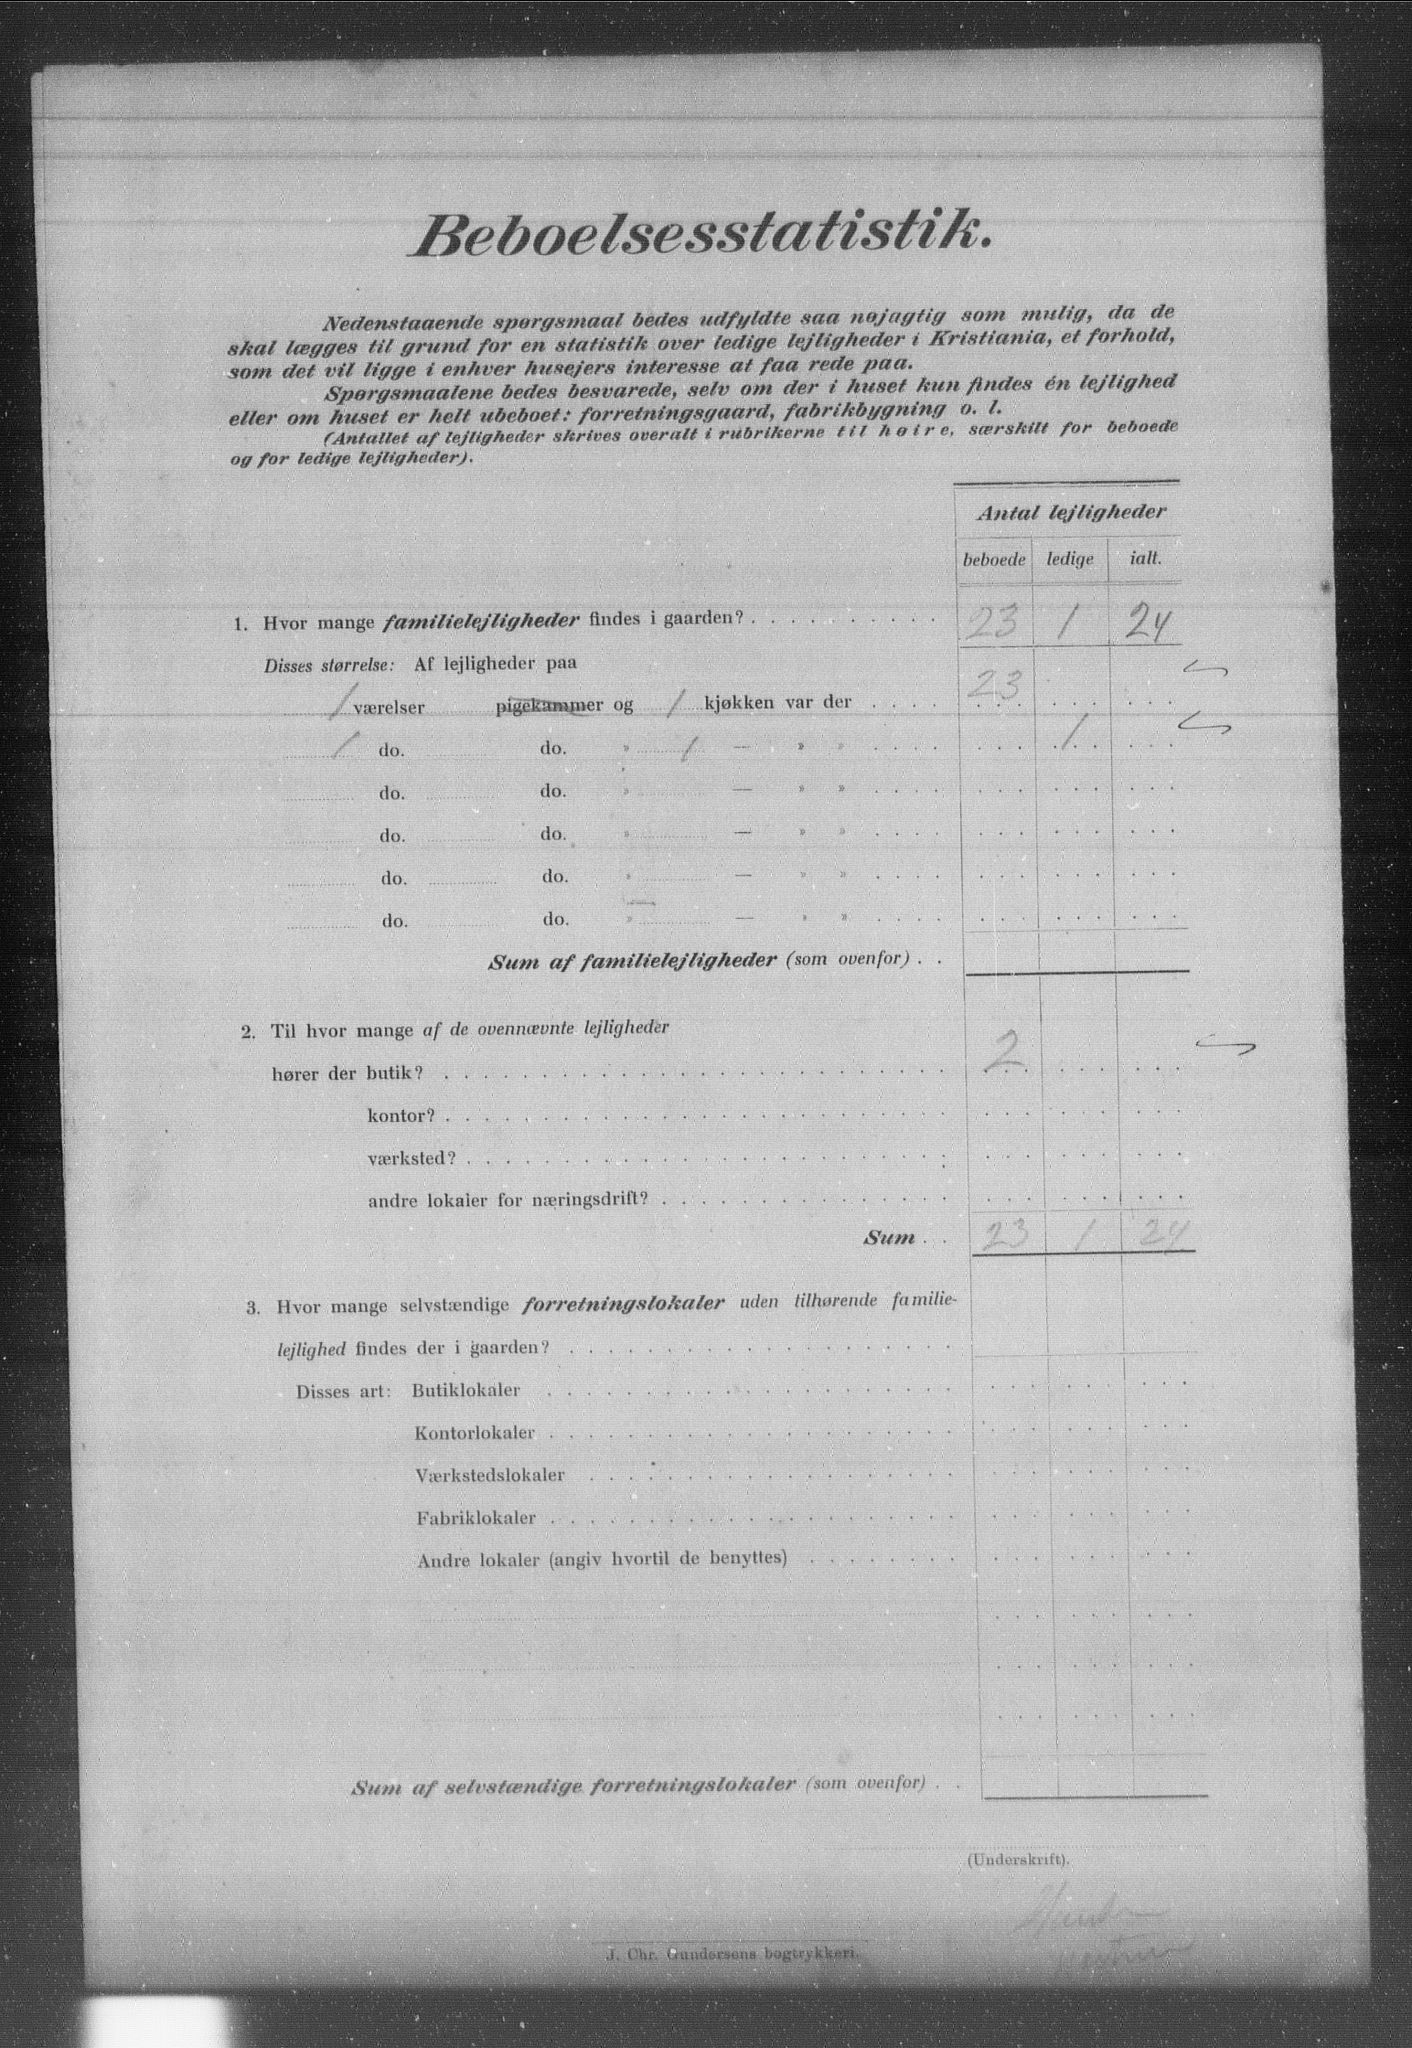 Beboelsesstatistik.
Nedenstaaende spørgsmaal bedes udfyldte saa nøjagtig som mulig, da de
skal lægges til grund for en statistik over ledige lejligheder i Kristiania, et forhold,
som det vil ligge i enhver husejers interesse at faa rede paa.
Spørgsmaalene bedes besvarede, selv om der i huset kun findes én lejlighed
eller om huset er helt ubeboet: forretningsgaard, fabrikbygning o. l.
(Antallet af lejligheder skrives overalt i rubrikerne til høire, særskilt for beboede
og for ledige lejligheder).
Antal lejligheder
beboede ledige ialt.
1. Hvor mange familielejligheder findes i gaarden? . . . . . . . . . . 23 1 24
Disses størrelse: Af lejligheder paa
1 værelser pigekammer og 1 kjøkken var der . . . . 23
1 do. do. » 1 — » » . . . . 1
do. do. » — » » . . . .
do. do. » — » » . . . .
do. do. » — » » . . . .
do. do. » — » » . . . .
Sum af familielejligheder (som ovenfor) . .
2. Til hvor mange af de ovennævnte lejligheder
hører der butik? . . . . . . . . . . 2
kontor? . . . . . . . . . .
værksted? . . . . . . . . . .
andre lokaler for næringsdrift? . . . . . . . . . .
Sum . . 23 1 24
3. Hvor mange selvstændige forretningslokaler uden tilhørende familie-
lejlighed findes der i gaarden? . . . . . . . . . .
Disses art: Butiklokaler . . . . . . . . . .
Kontorlokaler . . . . . . . . . .
Værkstedslokaler . . . . . . . . . .
Fabriklokaler . . . . . . . . . .
Andre lokaler (angiv hvortil de benyttes) . . . . . . . .
Sum af selvstændige forretningslokaler (som ovenfor) . .
(Underskrift).
J. Chr. Gundersens bogtrykkeri.